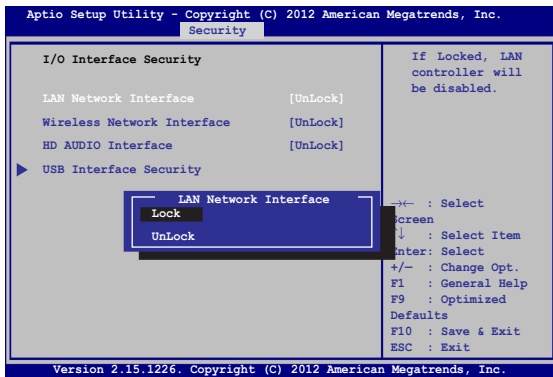 Aptio Setup Utility - Copyright (C) 2012 American Megatrends, Inc.
Security
I/O Interface Security
LAN Network Interface [UnLock]
Wireless Network Interface [UnLock]
HD AUDIO Interface [UnLock]
USB Interface Security
LAN Network Interface
Lock
UnLock
If Locked, LAN
controller will
be disabled.
→← : Select
Screen
↑↓ : Select Item
Enter: Select
+/— : Change Opt.
F1 : General Help
F9 : Optimized
Defaults
F10 : Save & Exit
ESC : Exit
Version 2.15.1226. Copyright (C) 2012 American Megatrends, Inc.